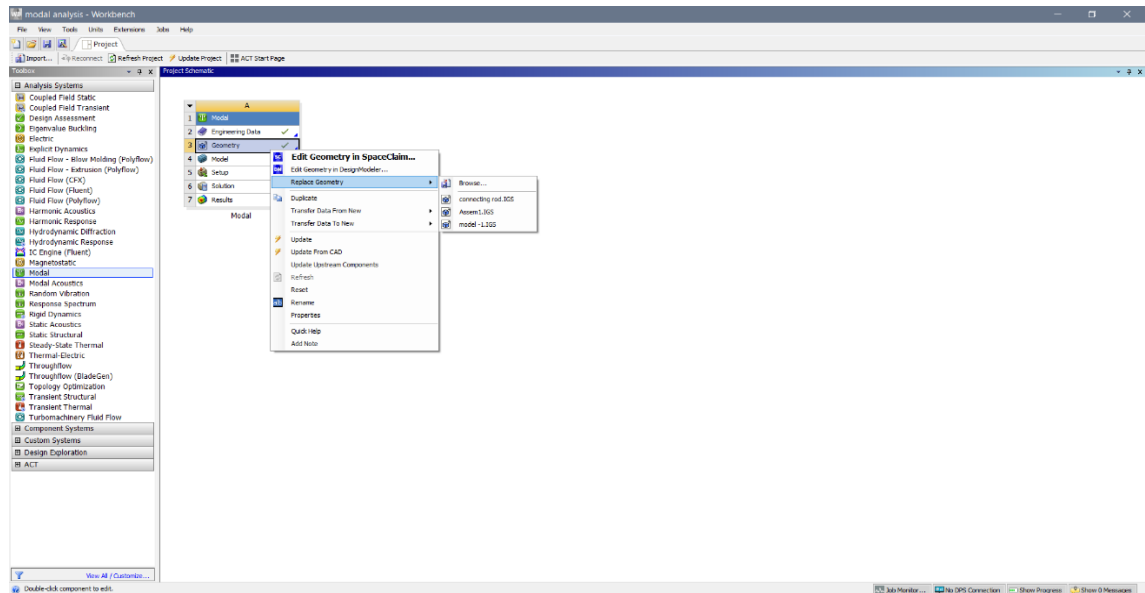 modal analysis - Workbench
File View Tools Units Extensions Jobs Help
Project
Import... Reconnect Refresh Project Update Project ACT Start Page
Toolbox
Project Schematic
Analysis Systems
Coupled Field Static
Coupled Field Transient
Design Assessment
Eigenvalue Buckling
Electric
Explicit Dynamics
Fluid Flow - Blow Molding (Polyflow)
Fluid Flow - Extrusion (Polyflow)
Fluid Flow (CFX)
Fluid Flow (Fluent)
Fluid Flow (Polyflow)
Harmonic Acoustics
Harmonic Response
Hydrodynamic Diffraction
Hydrodynamic Response
IC Engine (Fluent)
Magnetostatic
Modal
Modal Acoustics
Random Vibration
Response Spectrum
Rigid Dynamics
Static Acoustics
Static Structural
Steady-State Thermal
Thermal-Electric
Throughflow
Throughflow (BladeGen)
Topology Optimization
Transient Structural
Transient Thermal
Turbomachinery Fluid Flow
Component Systems
Custom Systems
Design Exploration
ACT
View All / Customize...
A
1 Modal
2 Engineering Data
3 Geometry
4 Model
5 Setup
6 Solution
7 Results
Modal
Edit Geometry in SpaceClaim...
Edit Geometry in DesignModeler...
Replace Geometry
Duplicate
Transfer Data From New
Transfer Data To New
Update
Update From CAD
Update Upstream Components
Refresh
Reset
Rename
Properties
Quick Help
Add Note
Browse...
connecting rod.IGS
Assem1.IGS
model -1.IGS
Double-click component to edit.
Job Monitor... No DPS Connection Show Progress Show 0 Messages